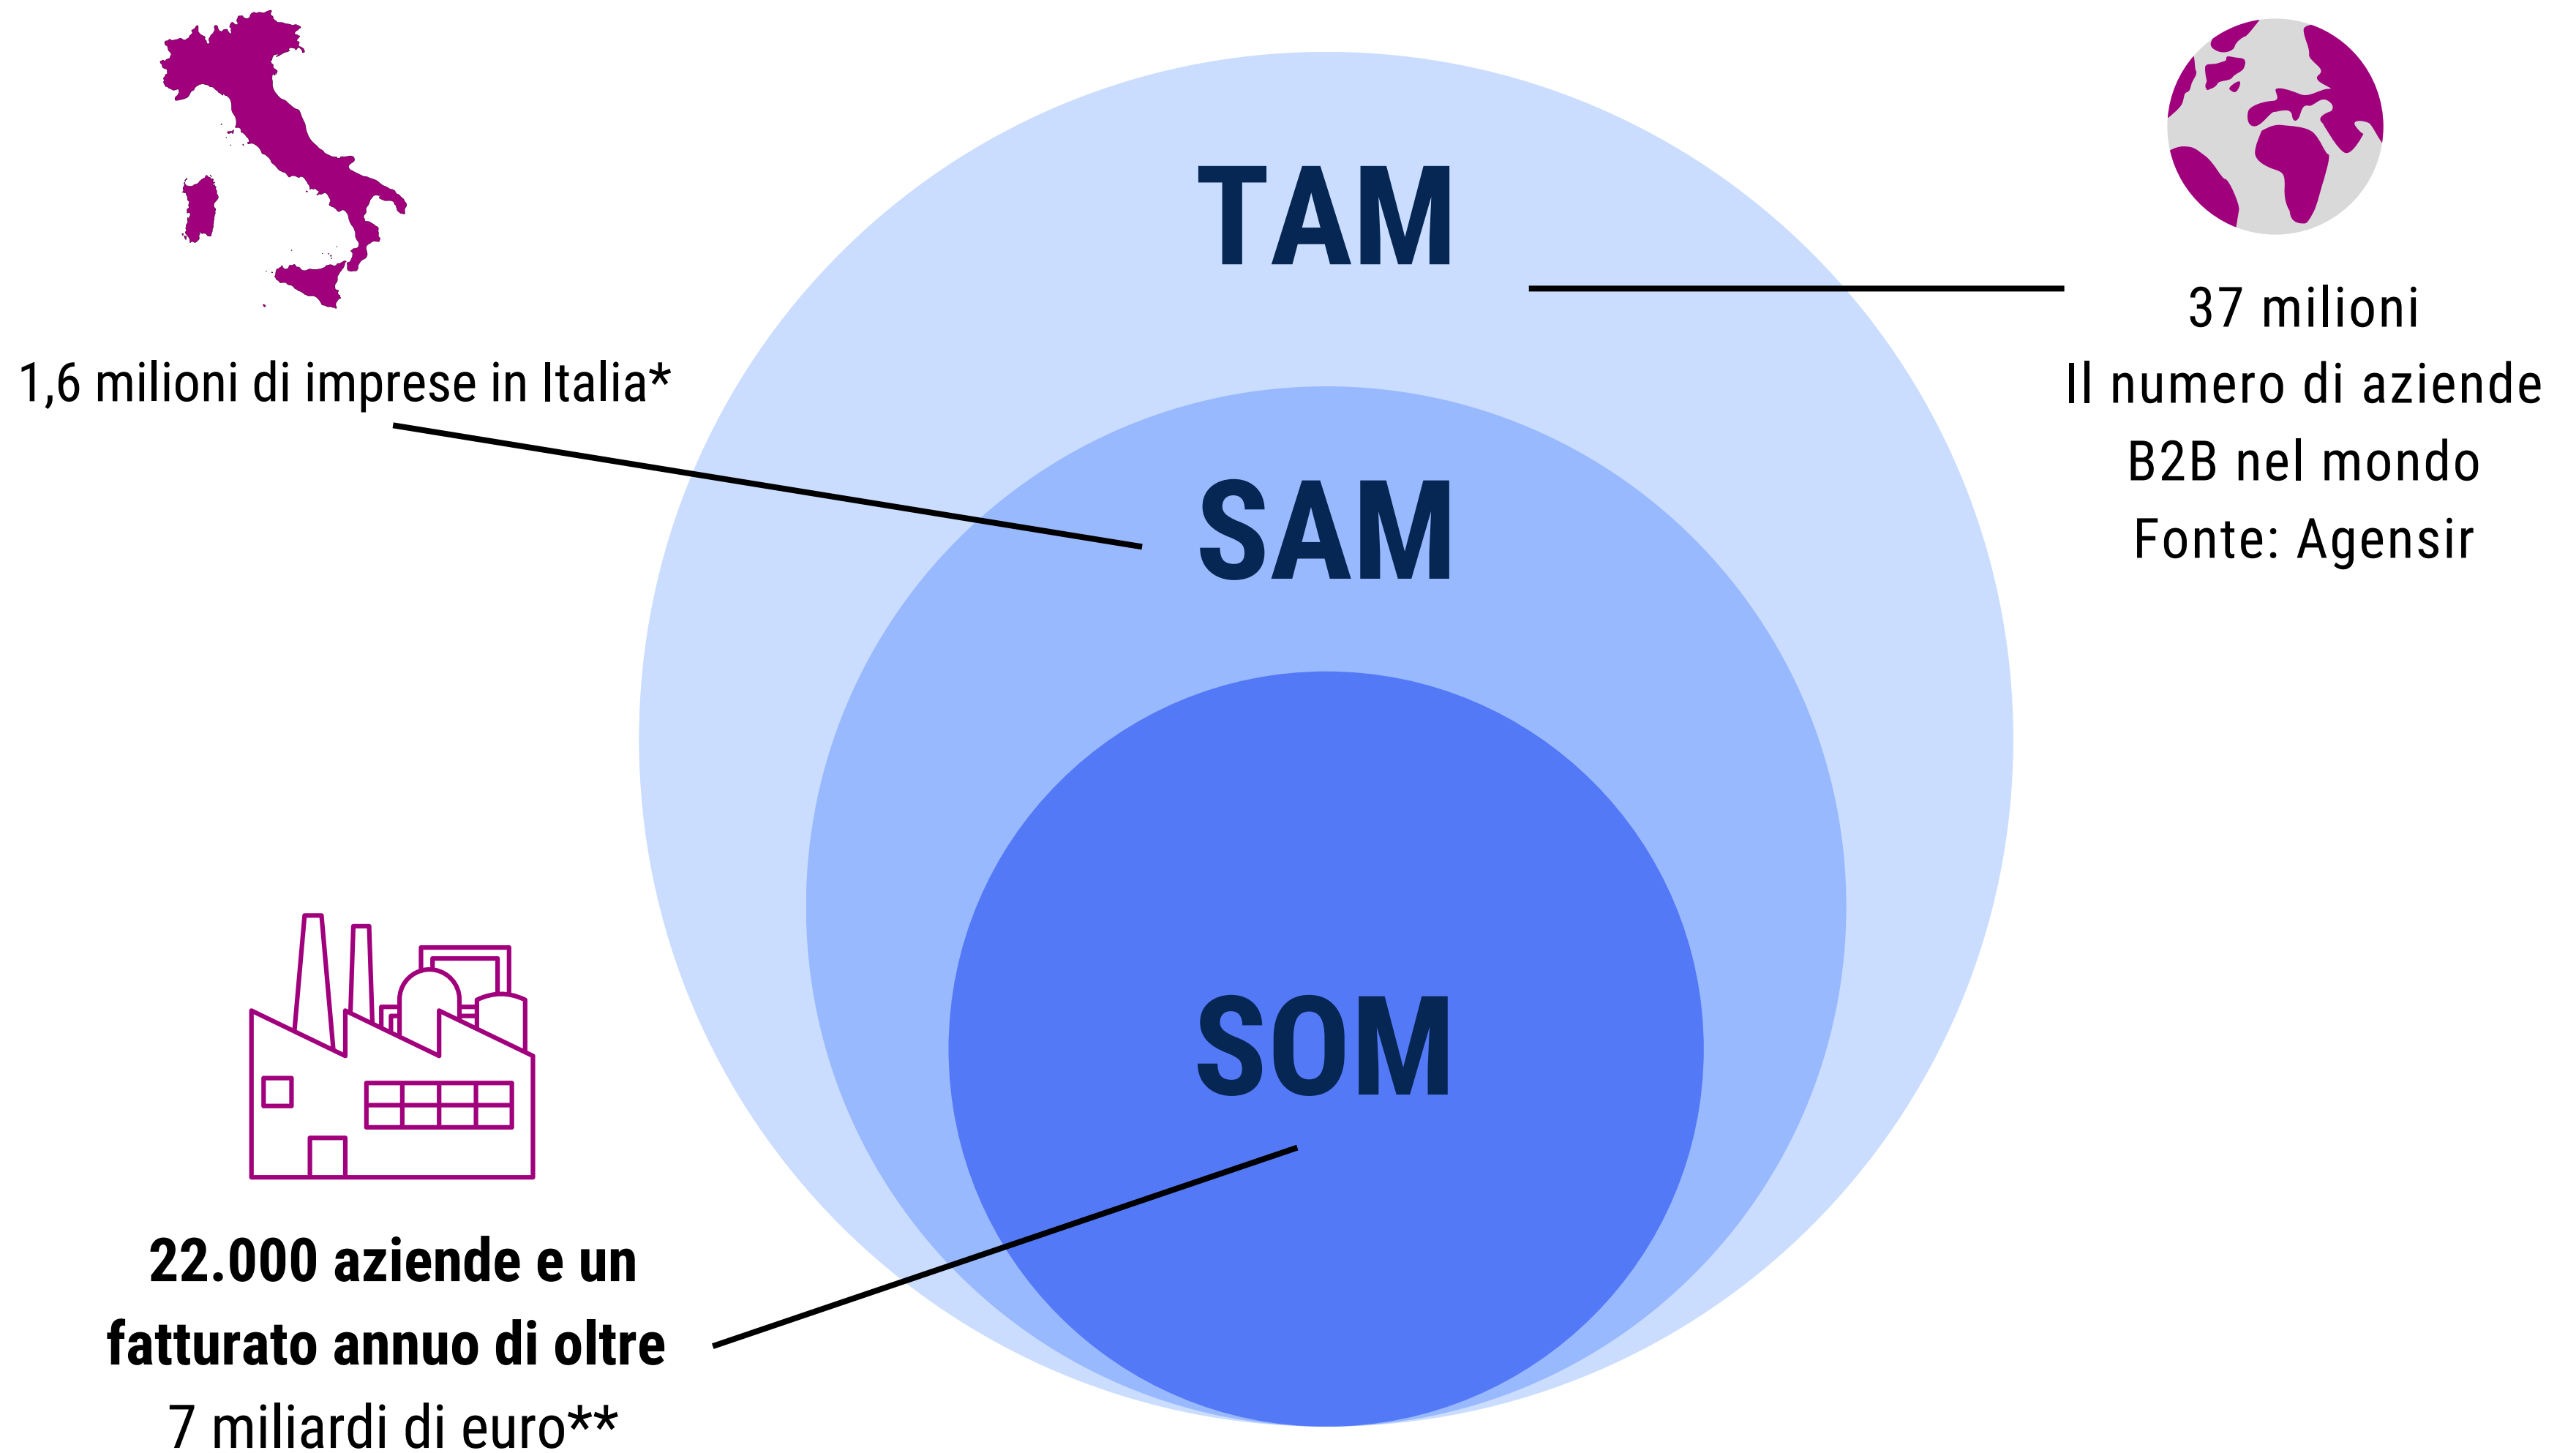 TAM
37 milioni
Il numero di aziende
B2B nel mondo
Fonte: Agensir
1,6 milioni di imprese in Italia*
SAM
SOM
22.000 aziende e un
fatturato annuo di oltre
7 miliardi di euro**